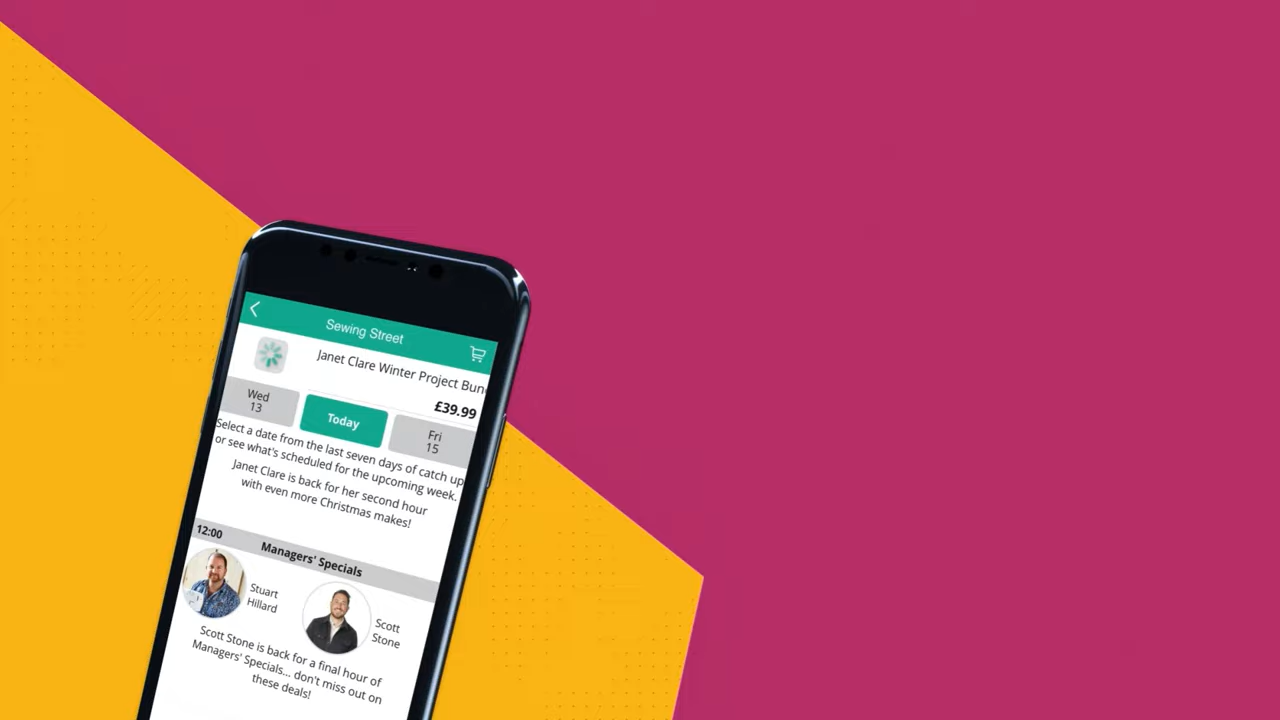 Sewing Street
Janet Clare Winter Project Bun
£39.99
Wed
13
Today
Fri
15
Select a date from the last seven days of catch up
or see what's scheduled for the upcoming week.
Janet Clare is back for her second hour
with even more Christmas makes!
12:00
Managers' Specials
Stuart
Hillard
Scott
Stone
Scott Stone is back for a final hour of
Managers' Specials... don't miss out on
these deals!